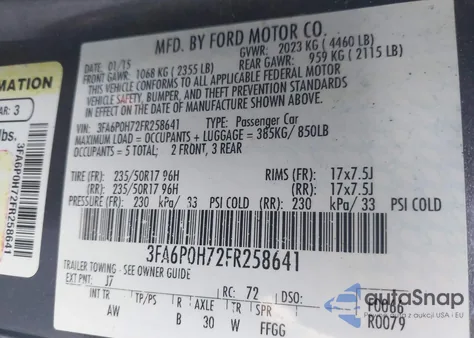 MFD. BY FORD MOTOR CO.
DATE: 01/15
GVWR: 2023 KG (4460 LB)
FRONT GAWR: 1068 KG (2355 LB)
REAR GAWR: 959 KG (2115 LB)
THIS VEHICLE CONFORMS TO ALL APPLICABLE FEDERAL MOTOR
VEHICLE SAFETY, BUMPER, AND THEFT PREVENTION STANDARDS
IN EFFECT ON THE DATE OF MANUFACTURE SHOWN ABOVE.
VIN: 3FA6P0H72FR258641
TYPE: Passenger Car
MAXIMUM LOAD = OCCUPANTS + LUGGAGE = 385KG/ 850LB
OCCUPANTS = 5 TOTAL; 2 FRONT, 3 REAR
TIRE (F): 235/50R17 96H RIMS (F): 17x7.5J
(R): 235/50R17 96H (R): 17x7.5J
PRESSURE (F): 230 kPa/ 33 PSI COLD (R): 230 kPa/ 33 PSI COLD
3FA6P0H72FR258641
TRAILER TOWING - SEE OWNER GUIDE
EXT PNT: J7 RC: 72 DSO:
INT TR TP/PS R AXLE TR SPR
AW B 30 W FFGG
R0079
MATION
AR: 3
lbs.
3FA6P0H72FR258641
autoSnap
Auta z dostawą z USA i EU